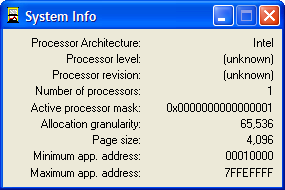 System Info
Processor Architecture: Intel
Processor level: (unknown)
Processor revision: (unknown)
Number of processors: 1
Active processor mask: 0x0000000000000001
Allocation granularity: 65,536
Page size: 4,096
Minimum app. address: 00010000
Maximum app. address: 7FFEFFFF